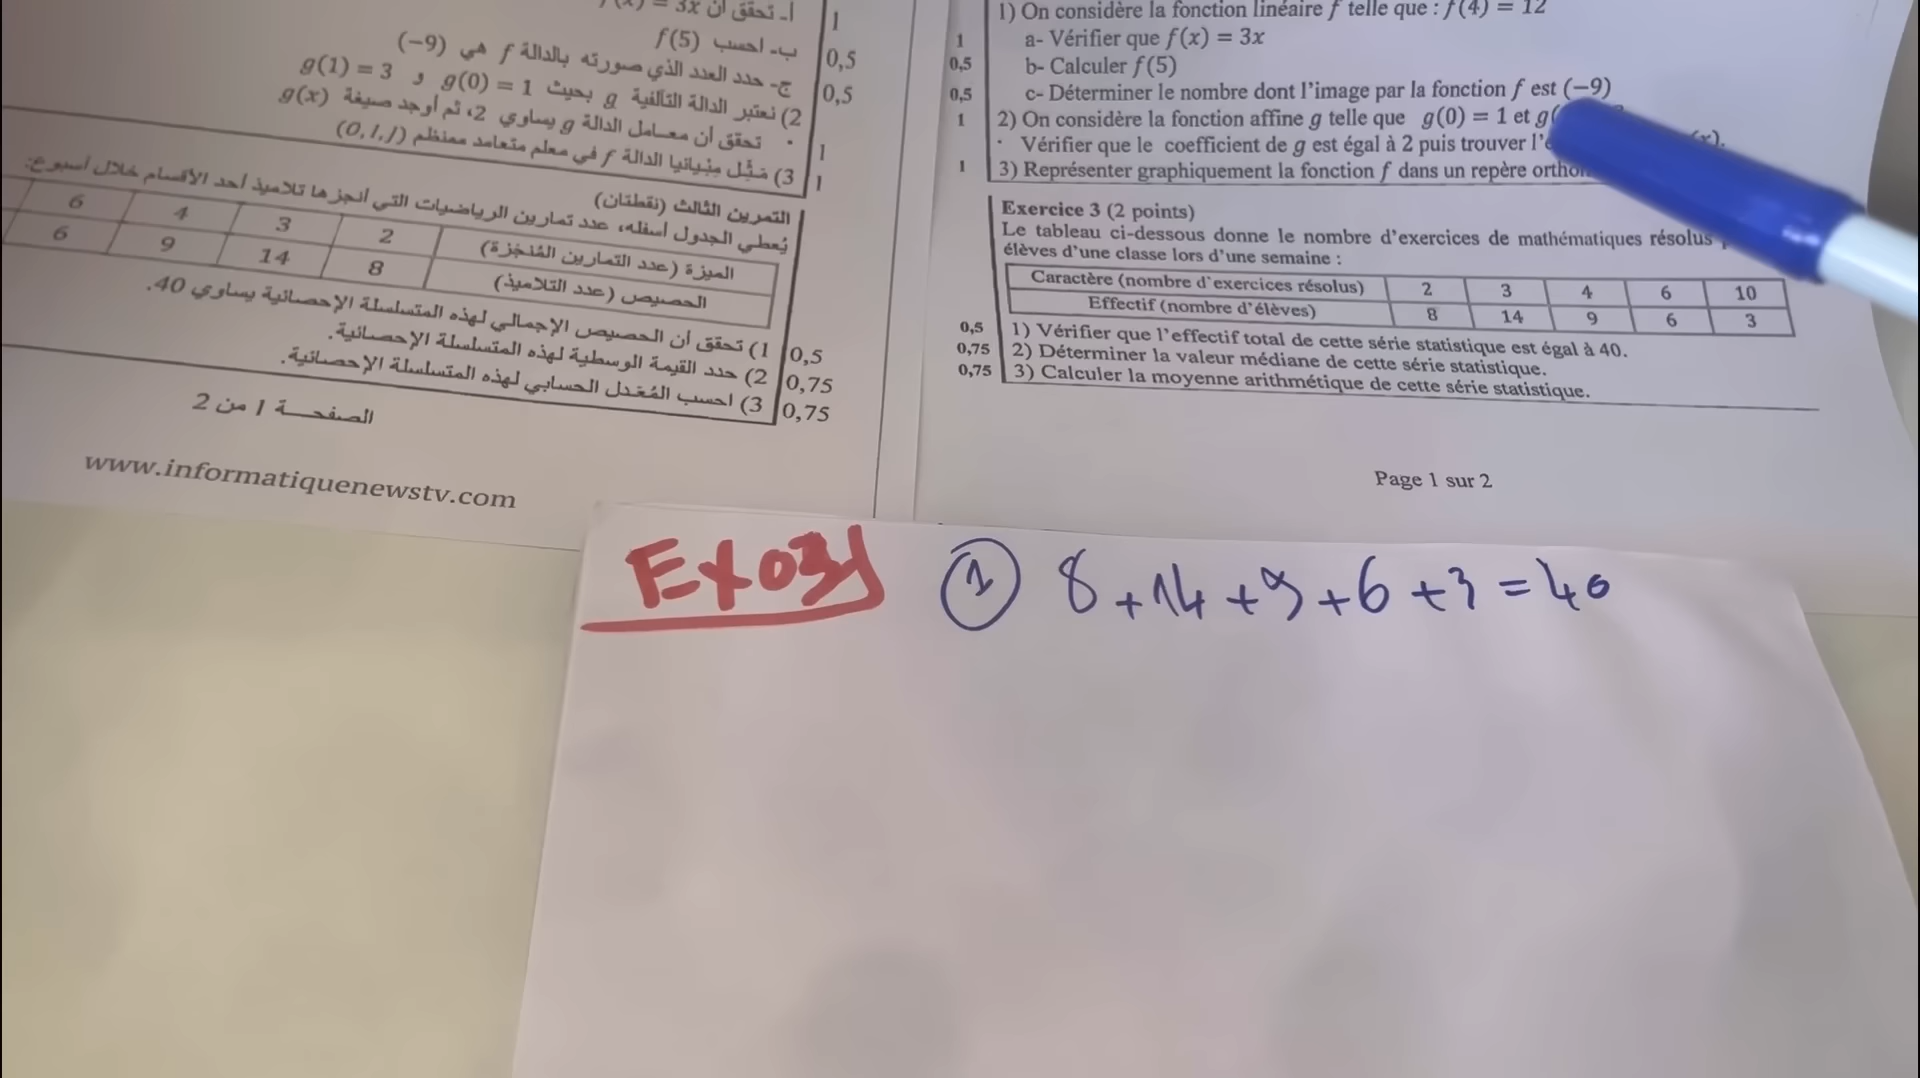 أ- تحقق أن f(x) = 3x
1
ب- احسب f(5)
0,5
ج- حدد العدد الذي صورته بالدالة f هي (−9)
0,5
2) نعتبر الدالة التآلفية g بحيث g(0) = 1 و g(1) = 3
· تحقق أن معامل الدالة g يساوي 2، ثم أوجد صيغة g(x)
1
3) مَثِّل مِبْيانيا الدالة f في معلم متعامد ممنظم (O,I,J)
1
التمرين الثالث (نقطتان)
يُعطي الجدول أسفله، عدد تمارين الرياضيات التي أنجزها تلاميذ أحد الأقسام خلال أسبوع:
الميزة (عدد التمارين المُنجَزة) 2 3 4 6
الحصيص (عدد التلاميذ) 8 14 9 6
1) تحقق أن الحصيص الإجمالي لهذه المتسلسلة الإحصائية يساوي 40.
0,5
2) حدد القيمة الوسطية لهذه المتسلسلة الإحصائية.
0,75
3) احسب المُعَدل الحسابي لهذه المتسلسلة الإحصائية.
0,75
الصفحة 1 من 2
www.informatiquenewstv.com
1) On considère la fonction linéaire f telle que : f(4) = 12
1 a- Vérifier que f(x) = 3x
0,5 b- Calculer f(5)
0,5 c- Déterminer le nombre dont l'image par la fonction f est (−9)
1 2) On considère la fonction affine g telle que g(0) = 1 et g(
· Vérifier que le coefficient de g est égal à 2 puis trouver (x).
1 3) Représenter graphiquement la fonction f dans un repère
Exercice 3 (2 points)
Le tableau ci-dessous donne le nombre d'exercices de mathématiques résolus
élèves d'une classe lors d'une semaine :
Caractère (nombre d'exercices résolus) 2 3 4 6 10
Effectif (nombre d'élèves) 8 14 9 6 3
0,5 1) Vérifier que l'effectif total de cette série statistique est égal à 40.
0,75 2) Déterminer la valeur médiane de cette série statistique.
0,75 3) Calculer la moyenne arithmétique de cette série statistique.
Page 1 sur 2
Exo3 1 8+14+9+6+3=40